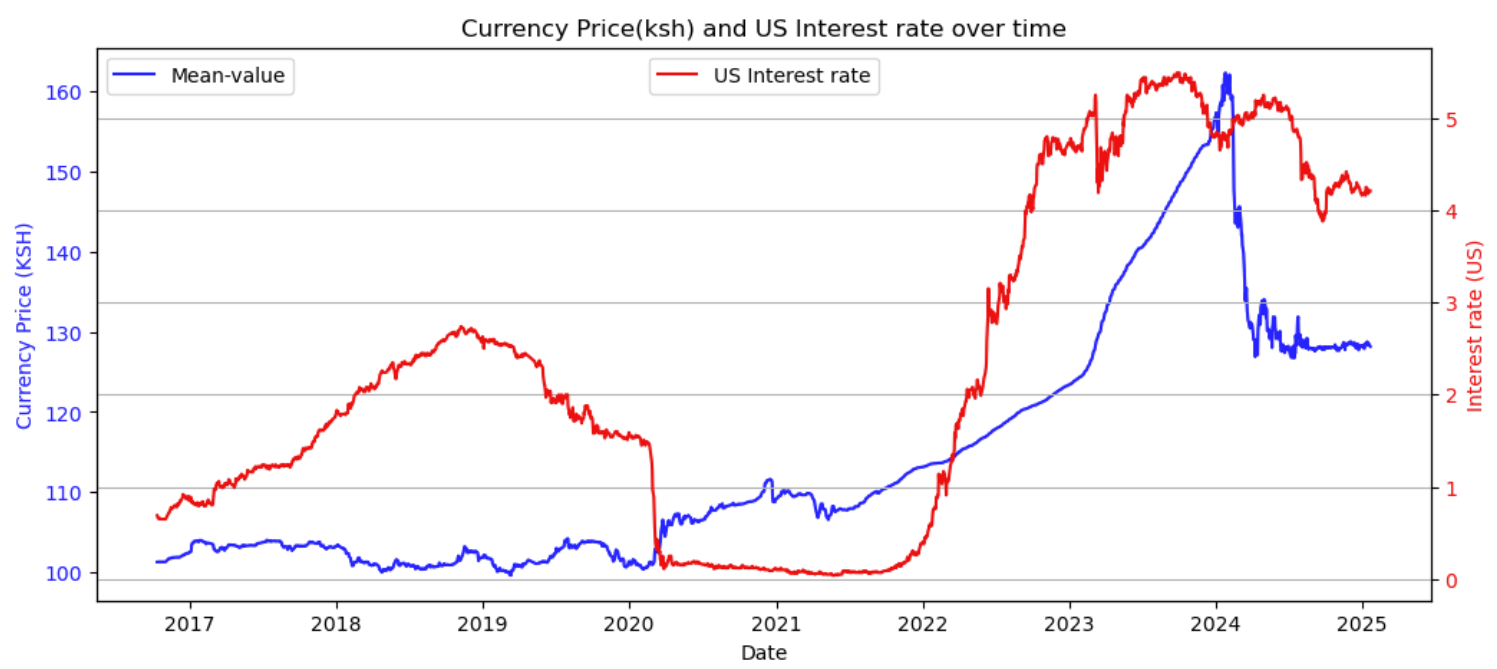 Currency Price(ksh) and US Interest rate over time
Mean-value
US Interest rate
Currency Price (KSH)
160
150
140
130
120
110
100
5
4
3
2
1
0
Interest rate (US)
2017 2018 2019 2020 2021 2022 2023 2024 2025
Date